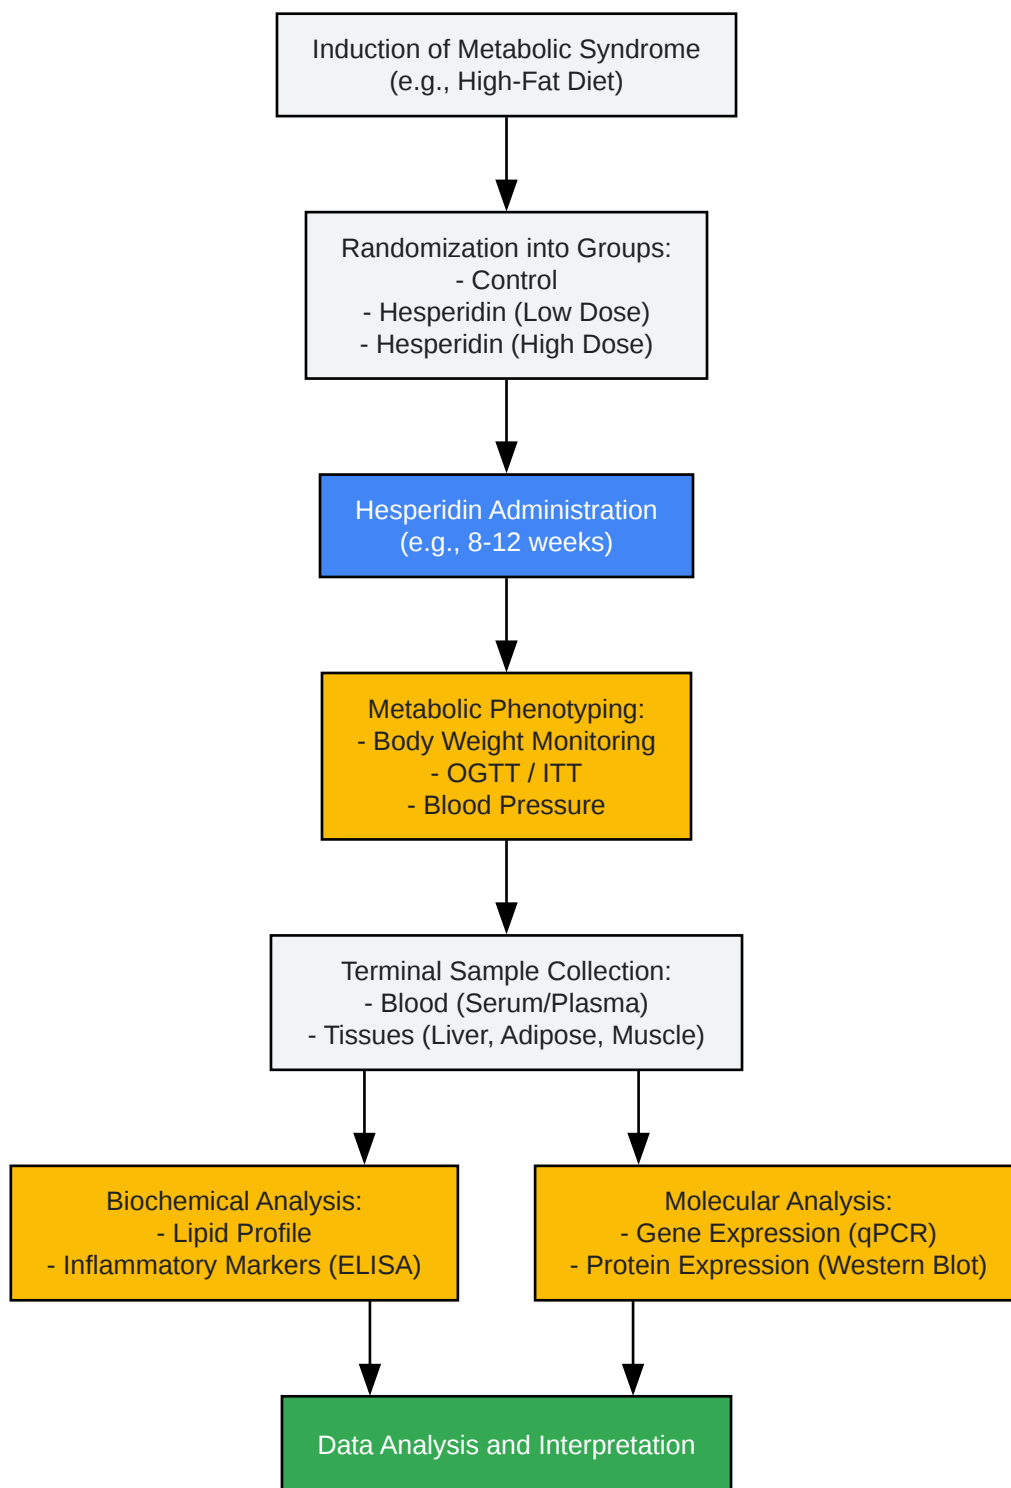 Induction of Metabolic Syndrome
(e.g., High-Fat Diet)
Randomization into Groups:
- Control
- Hesperidin (Low Dose)
- Hesperidin (High Dose)
Hesperidin Administration
(e.g., 8-12 weeks)
Metabolic Phenotyping:
- Body Weight Monitoring
- OGTT / ITT
- Blood Pressure
Terminal Sample Collection:
- Blood (Serum/Plasma)
- Tissues (Liver, Adipose, Muscle)
Biochemical Analysis:
- Lipid Profile
- Inflammatory Markers (ELISA)
Molecular Analysis:
- Gene Expression (qPCR)
- Protein Expression (Western Blot)
Data Analysis and Interpretation